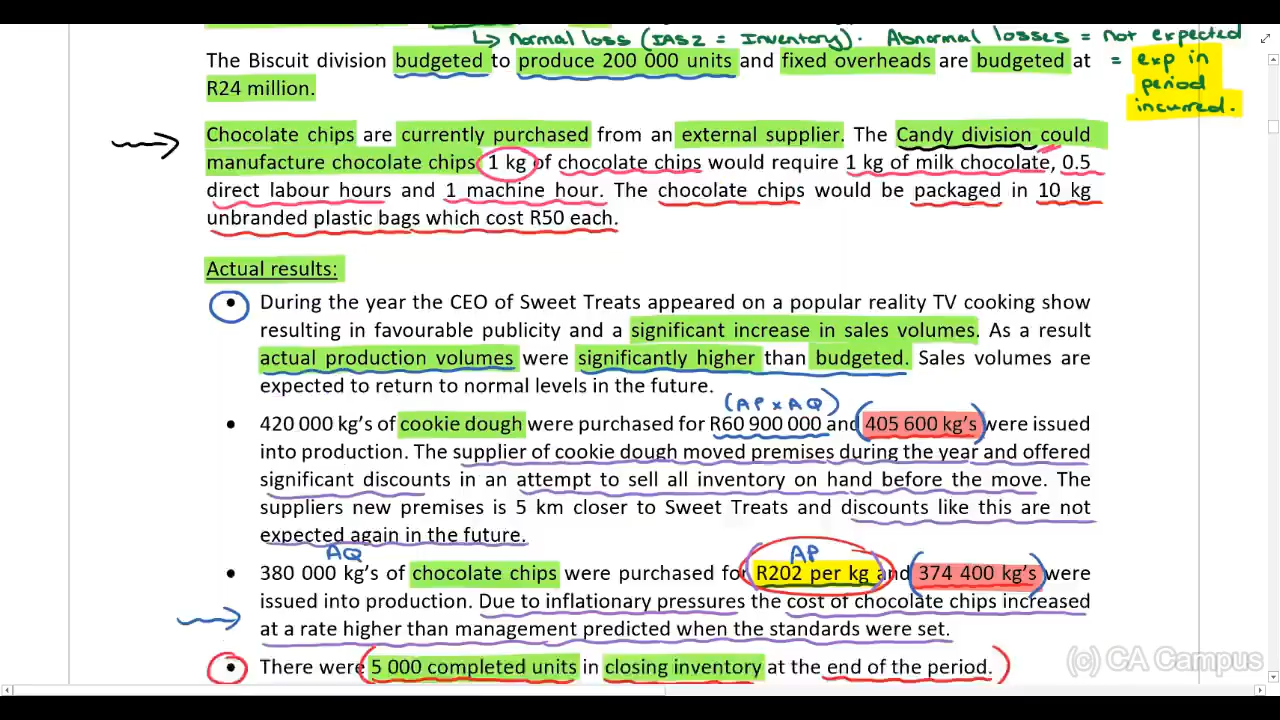 ↳ Normal loss (IAS2 = Inventory). Abnormal losses = not expected
The Biscuit division budgeted to produce 200 000 units and fixed overheads are budgeted at
= exp in
R24 million.
period
incurred.
Chocolate chips are currently purchased from an external supplier. The Candy division could
manufacture chocolate chips. 1 kg of chocolate chips would require 1 kg of milk chocolate, 0.5
direct labour hours and 1 machine hour. The chocolate chips would be packaged in 10 kg
unbranded plastic bags which cost R50 each.
Actual results:
• During the year the CEO of Sweet Treats appeared on a popular reality TV cooking show
resulting in favourable publicity and a significant increase in sales volumes. As a result
actual production volumes were significantly higher than budgeted. Sales volumes are
expected to return to normal levels in the future.
(AP x AQ)
• 420 000 kg's of cookie dough were purchased for R60 900 000 and 405 600 kg's were issued
into production. The supplier of cookie dough moved premises during the year and offered
significant discounts in an attempt to sell all inventory on hand before the move. The
suppliers new premises is 5 km closer to Sweet Treats and discounts like this are not
expected again in the future.
AQ AP
• 380 000 kg's of chocolate chips were purchased for R202 per kg and 374 400 kg's were
issued into production. Due to inflationary pressures the cost of chocolate chips increased
at a rate higher than management predicted when the standards were set.
• There were 5 000 completed units in closing inventory at the end of the period.
(c) CA Campus